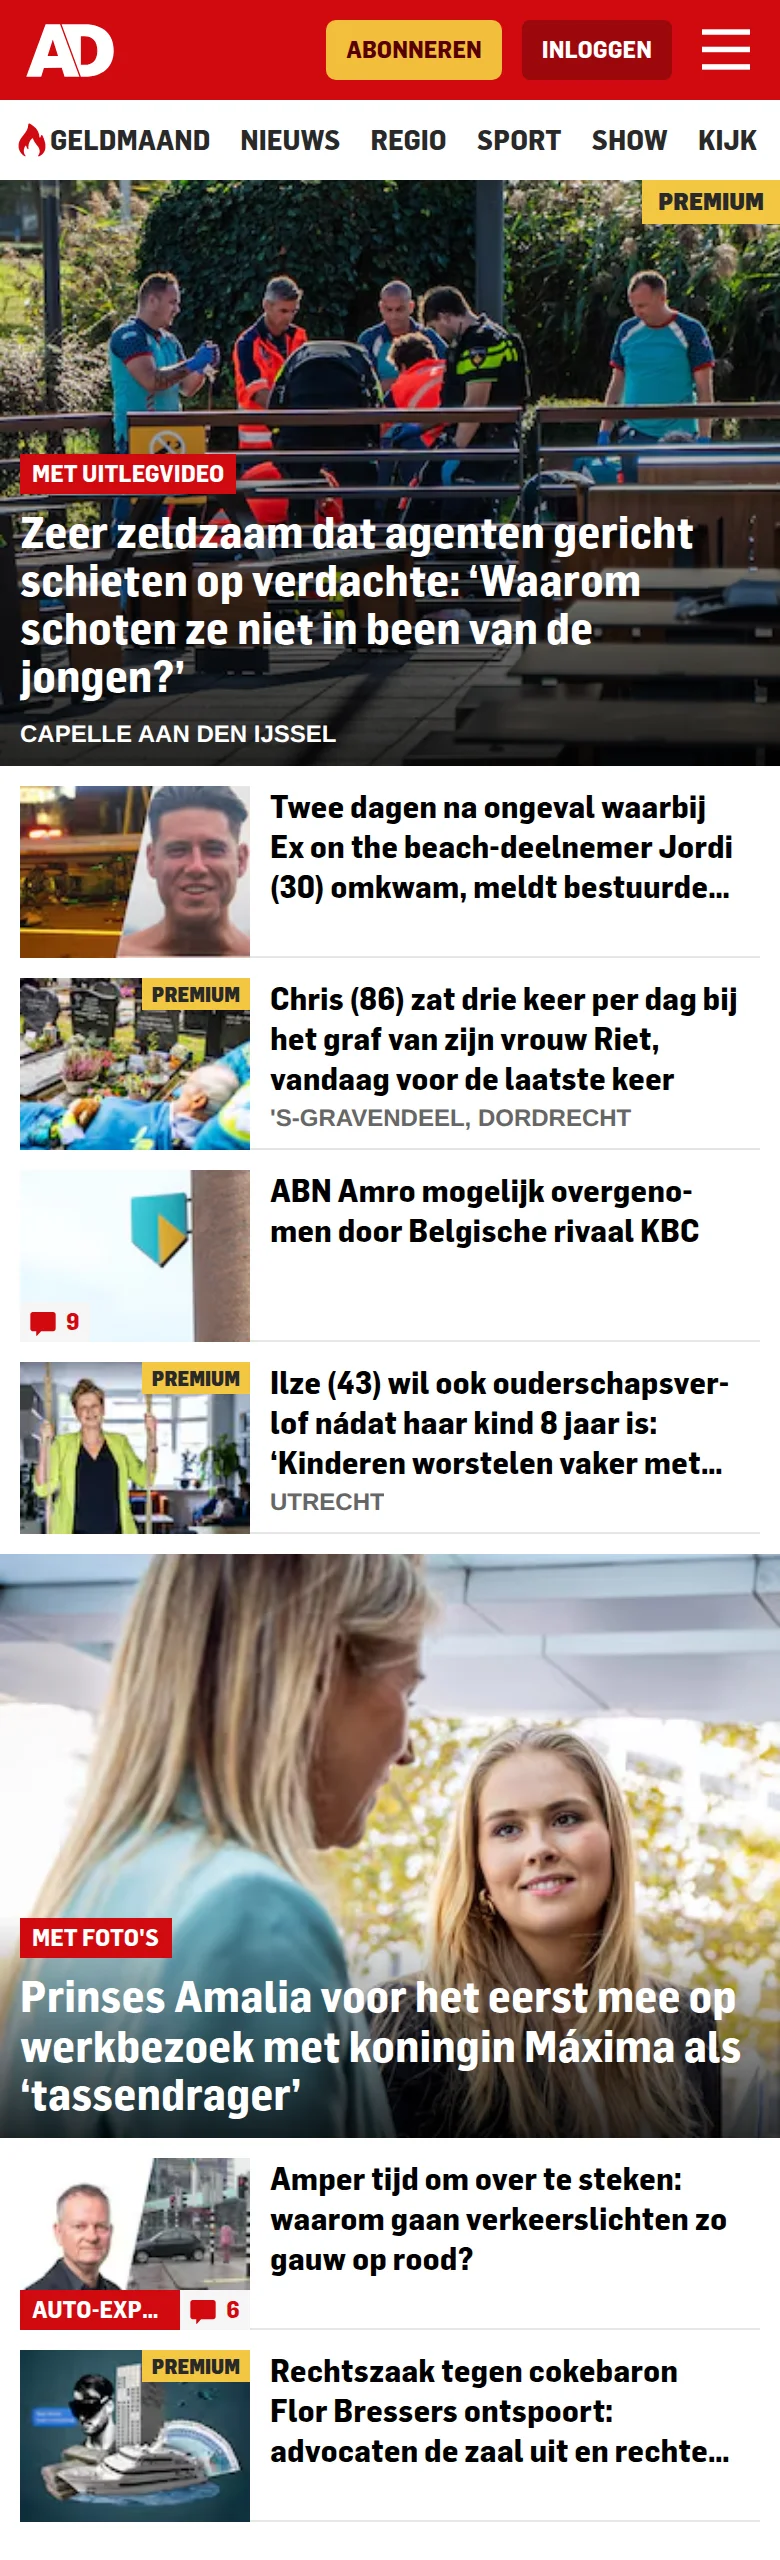 AD
ABONNEREN
INLOGGEN
GELDMAAND NIEUWS REGIO SPORT SHOW KIJK
PREMIUM
MET UITLEGVIDEO
Zeer zeldzaam dat agenten gericht
schieten op verdachte: ‘Waarom
schoten ze niet in been van de
jongen?’
CAPELLE AAN DEN IJSSEL
Twee dagen na ongeval waarbij
Ex on the beach-deelnemer Jordi
(30) omkwam, meldt bestuurde...
PREMIUM
Chris (86) zat drie keer per dag bij
het graf van zijn vrouw Riet,
vandaag voor de laatste keer
'S-GRAVENDEEL, DORDRECHT
9
ABN Amro mogelijk overgeno-
men door Belgische rivaal KBC
PREMIUM
Ilze (43) wil ook ouderschapsver-
lof nádat haar kind 8 jaar is:
‘Kinderen worstelen vaker met...
UTRECHT
MET FOTO'S
Prinses Amalia voor het eerst mee op
werkbezoek met koningin Máxima als
‘tassendrager’
AUTO-EXP...
6
Amper tijd om over te steken:
waarom gaan verkeerslichten zo
gauw op rood?
PREMIUM
Rechtszaak tegen cokebaron
Flor Bressers ontspoort:
advocaten de zaal uit en rechte...